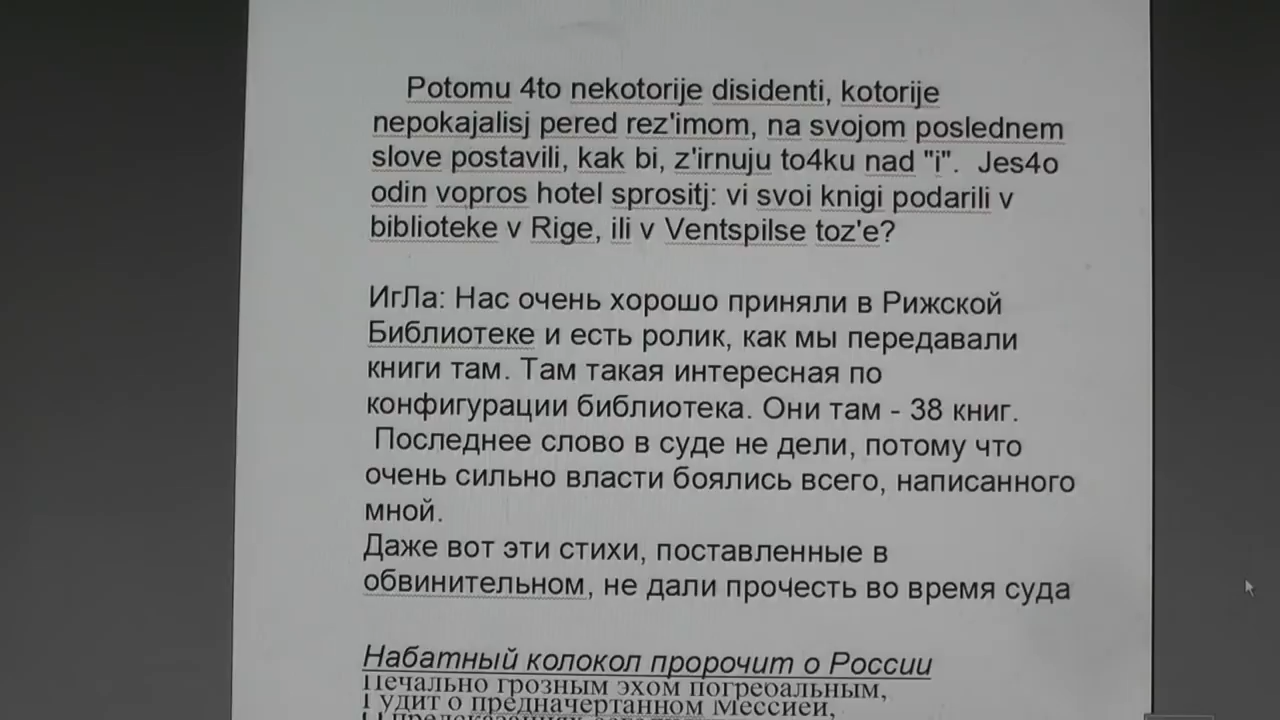 Potomu 4to nekotorije disidenti, kotorije
nepokajalisj pered rez'imom, na svojom poslednem
slove postavili, kak bi, z'irnuju to4ku nad "i".  Jes4o
odin vopros hotel sprositj: vi svoi knigi podarili v
biblioteke v Rige, ili v Ventspilse toz'e?
ИгЛа: Нас очень хорошо приняли в Рижской
Библиотеке и есть ролик, как мы передавали
книги там. Там такая интересная по
конфигурации библиотека. Они там - 38 книг.
Последнее слово в суде не дели, потому что
очень сильно власти боялись всего, написанного
мной.
Даже вот эти стихи, поставленные в
обвинительном, не дали прочесть во время суда
Набатный колокол пророчит о России
Печально грозным эхом погребальным,
Гудит о предначертанном Мессией,